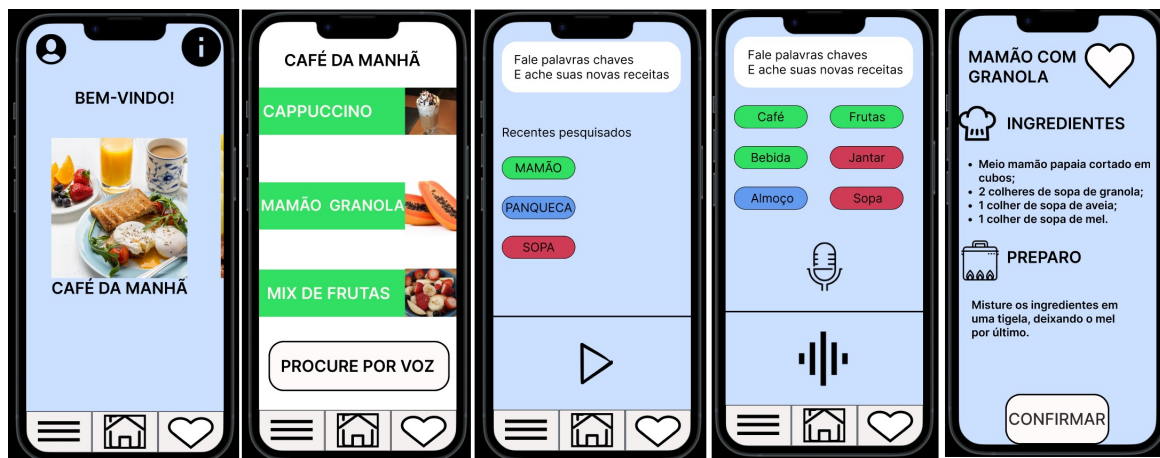 BEM-VINDO!
CAFÉ DA MANHÃ
CAFÉ DA MANHÃ
CAPPUCCINO
MAMÃO GRANOLA
MIX DE FRUTAS
PROCURE POR VOZ
Fale palavras chaves
E ache suas novas receitas
Recentes pesquisados
MAMÃO
PANQUECA
SOPA
Fale palavras chaves
E ache suas novas receitas
Café
Frutas
Bebida
Jantar
Almoço
Sopa
MAMÃO COM
GRANOLA
INGREDIENTES
• Meio mamão papaia cortado em
cubos;
• 2 colheres de sopa de granola;
• 1 colher de sopa de aveia;
• 1 colher de sopa de mel.
PREPARO
Misture os ingredientes em
uma tigela, deixando o mel
por último.
CONFIRMAR